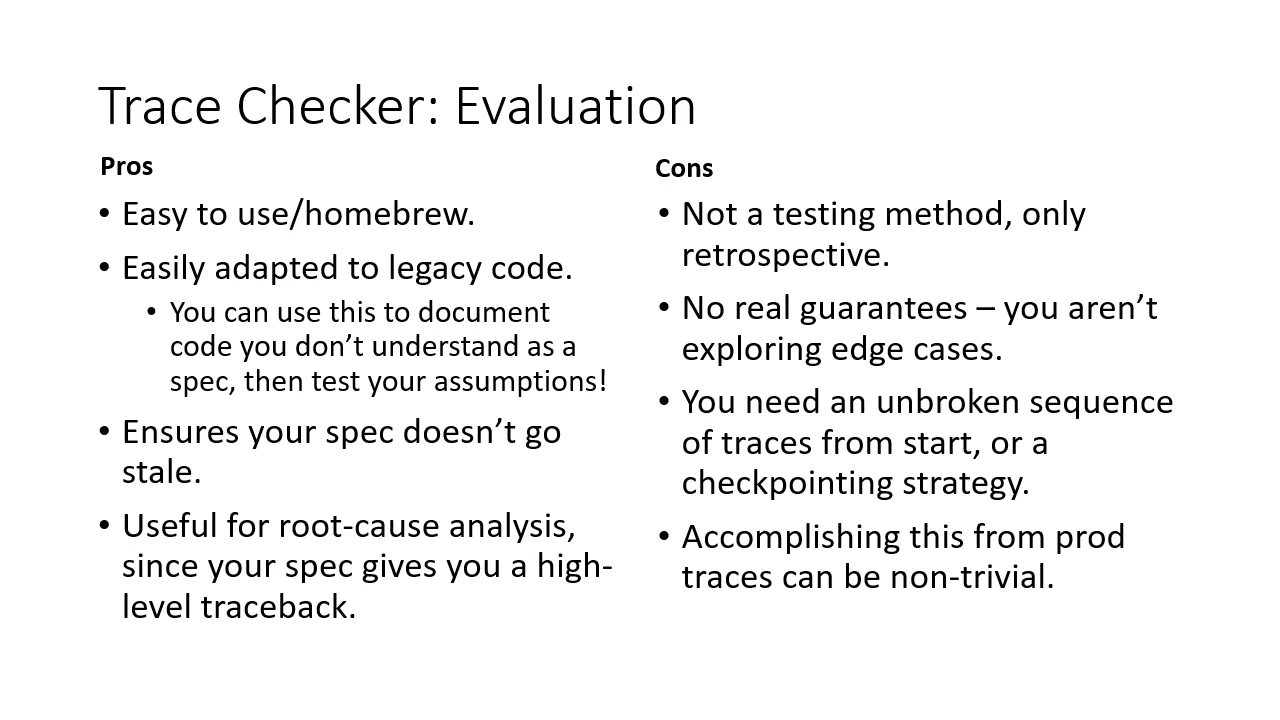 Trace Checker: Evaluation
Pros
• Easy to use/homebrew.
• Easily adapted to legacy code.
• You can use this to document
code you don’t understand as a
spec, then test your assumptions!
• Ensures your spec doesn’t go
stale.
• Useful for root-cause analysis,
since your spec gives you a high-
level traceback.
Cons
• Not a testing method, only
retrospective.
• No real guarantees – you aren’t
exploring edge cases.
• You need an unbroken sequence
of traces from start, or a
checkpointing strategy.
• Accomplishing this from prod
traces can be non-trivial.